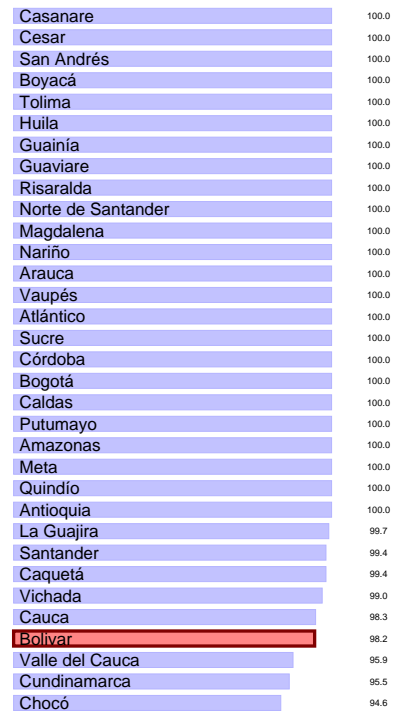 Casanare 100.0
Cesar 100.0
San Andrés 100.0
Boyacá 100.0
Tolima 100.0
Huila 100.0
Guainía 100.0
Guaviare 100.0
Risaralda 100.0
Norte de Santander 100.0
Magdalena 100.0
Nariño 100.0
Arauca 100.0
Vaupés 100.0
Atlántico 100.0
Sucre 100.0
Córdoba 100.0
Bogotá 100.0
Caldas 100.0
Putumayo 100.0
Amazonas 100.0
Meta 100.0
Quindío 100.0
Antioquia 100.0
La Guajira 99.7
Santander 99.4
Caquetá 99.4
Vichada 99.0
Cauca 98.3
Bolivar 98.2
Valle del Cauca 95.9
Cundinamarca 95.5
Chocó 94.6